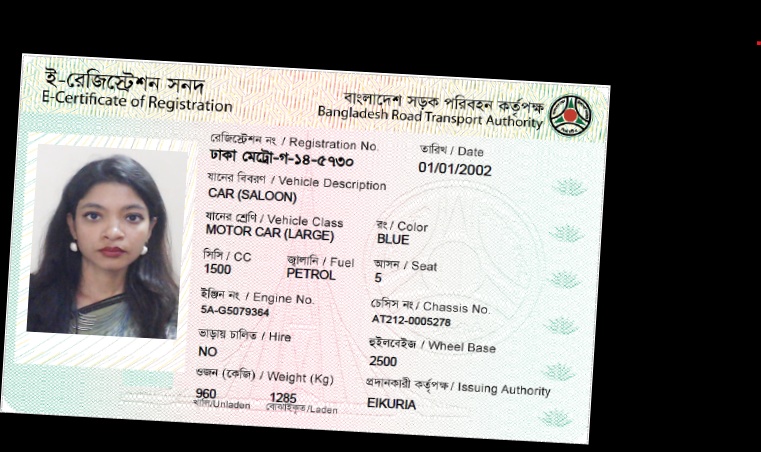 ই-রেজিস্ট্রেশন সনদ
E-Certificate of Registration
বাংলাদেশ সড়ক পরিবহন কর্তৃপক্ষ
Bangladesh Road Transport Authority
রেজিস্ট্রেশন নং / Registration No.
ঢাকা মেট্রো-গ-১৪-৫৭৩০
তারিখ / Date
01/01/2002
যানের বিবরণ / Vehicle Description
CAR (SALOON)
যানের শ্রেণি / Vehicle Class
MOTOR CAR (LARGE)
রং / Color
BLUE
সিসি / CC
1500
জ্বালানি / Fuel
PETROL
আসন / Seat
5
ইঞ্জিন নং / Engine No.
5A-G5079364
চেসিস নং / Chassis No.
AT212-0005278
ভাড়ায় চালিত / Hire
NO
হুইলবেইজ / Wheel Base
2500
ওজন (কেজি) / Weight (Kg)
960 1285
খালি/Unladen বোঝাইকৃত/Laden
প্রদানকারী কর্তৃপক্ষ / Issuing Authority
EIKURIA